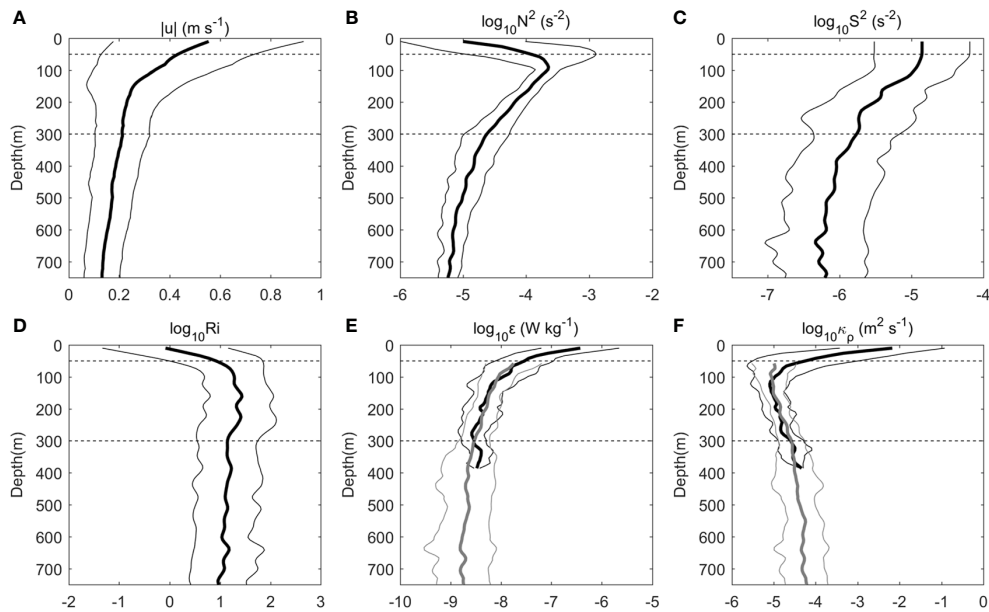 A
|u| (m s⁻¹)
B
log₁₀N² (s⁻²)
C
log₁₀S² (s⁻²)
Depth(m)
0
100
200
300
400
500
600
700
0 0.2 0.4 0.6 0.8 1
Depth(m)
0
100
200
300
400
500
600
700
-6 -5 -4 -3 -2
Depth(m)
0
100
200
300
400
500
600
700
-7 -6 -5 -4
D
log₁₀Ri
E
log₁₀ε (W kg⁻¹)
F
log₁₀κρ (m² s⁻¹)
Depth(m)
0
100
200
300
400
500
600
700
-2 -1 0 1 2 3
Depth(m)
0
100
200
300
400
500
600
700
-10 -9 -8 -7 -6 -5
Depth(m)
0
100
200
300
400
500
600
700
-6 -5 -4 -3 -2 -1 0